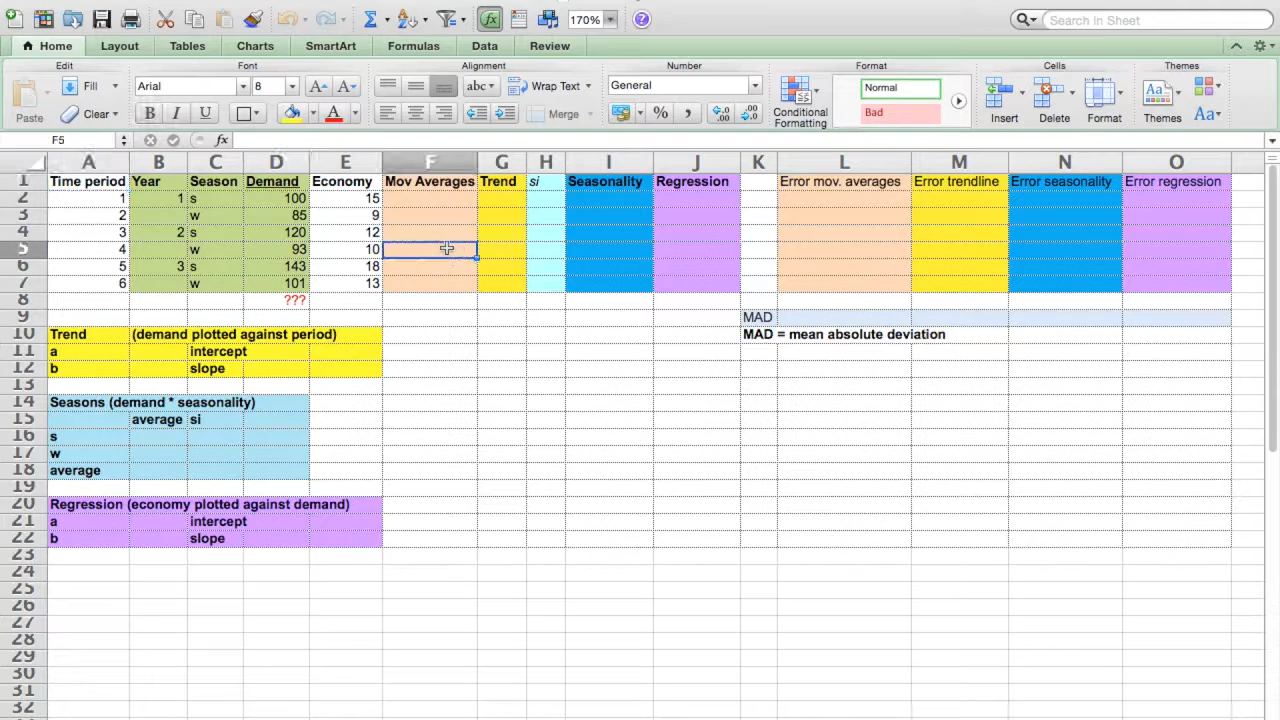 170%
Search In Sheet
Home Layout Tables Charts SmartArt Formulas Data Review
Edit Font Alignment Number Format Cells Themes
Fill Arial 8 A A abc Wrap Text General Normal
Paste Clear B I U A Merge % Conditional Formatting Bad Insert Delete Format Themes Aa Aa
F5 fx
A B C D E F G H I J K L M N O
1 Time period Year Season Demand Economy Mov Averages Trend si Seasonality Regression Error mov. averages Error trendline Error seasonality Error regression
2 1 1 s 100 15
3 2 w 85 9
4 3 2 s 120 12
5 4 w 93 10
6 5 3 s 143 18
7 6 w 101 13
8 ???
9 MAD
10 Trend (demand plotted against period) MAD = mean absolute deviation
11 a intercept
12 b slope
13
14 Seasons (demand * seasonality)
15 average si
16 s
17 w
18 average
19
20 Regression (economy plotted against demand)
21 a intercept
22 b slope
23
24
25
26
27
28
29
30
31
32